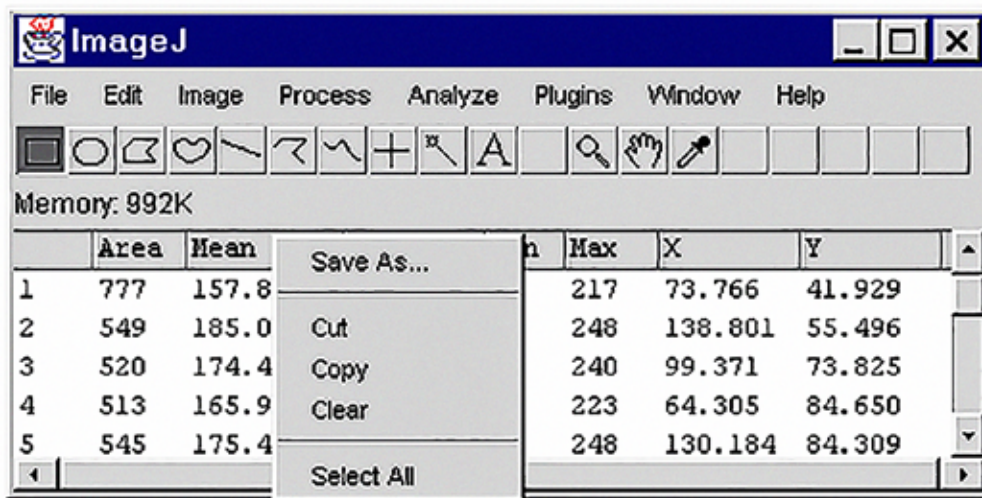 ImageJ
File Edit Image Process Analyze Plugins Window Help
A
Memory: 992K
Area Mean n Max X Y
1 777 157.8 217 73.766 41.929
2 549 185.0 248 138.801 55.496
3 520 174.4 240 99.371 73.825
4 513 165.9 223 64.305 84.650
5 545 175.4 248 130.184 84.309
Save As...
Cut
Copy
Clear
Select All